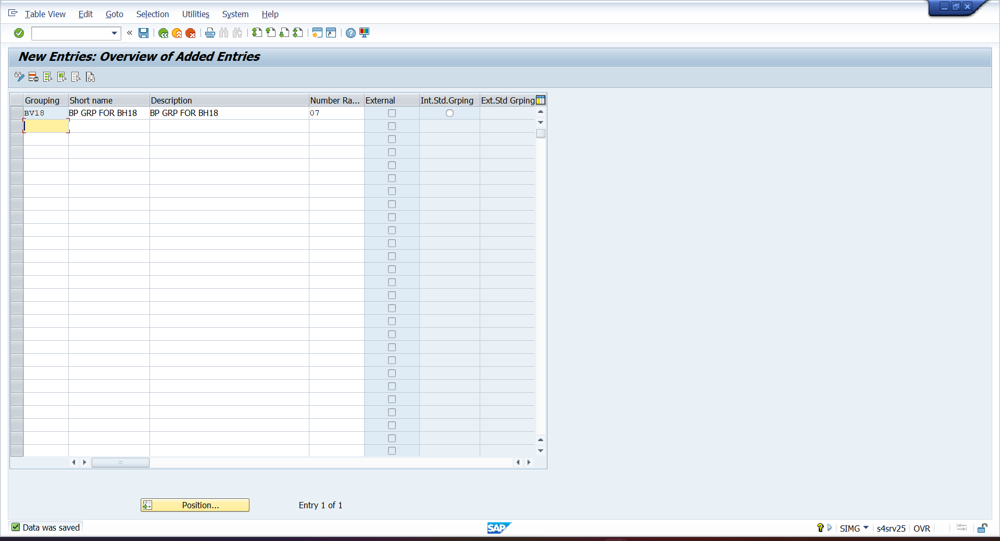 Table View Edit Goto Selection Utilities System Help
New Entries: Overview of Added Entries
Grouping Short name Description Number Ra... External Int.Std.Grping Ext.Std Grping
BV18 BP GRP FOR BH18 BP GRP FOR BH18 07
Position... Entry 1 of 1
Data was saved SAP SIMG s4srv25 OVR